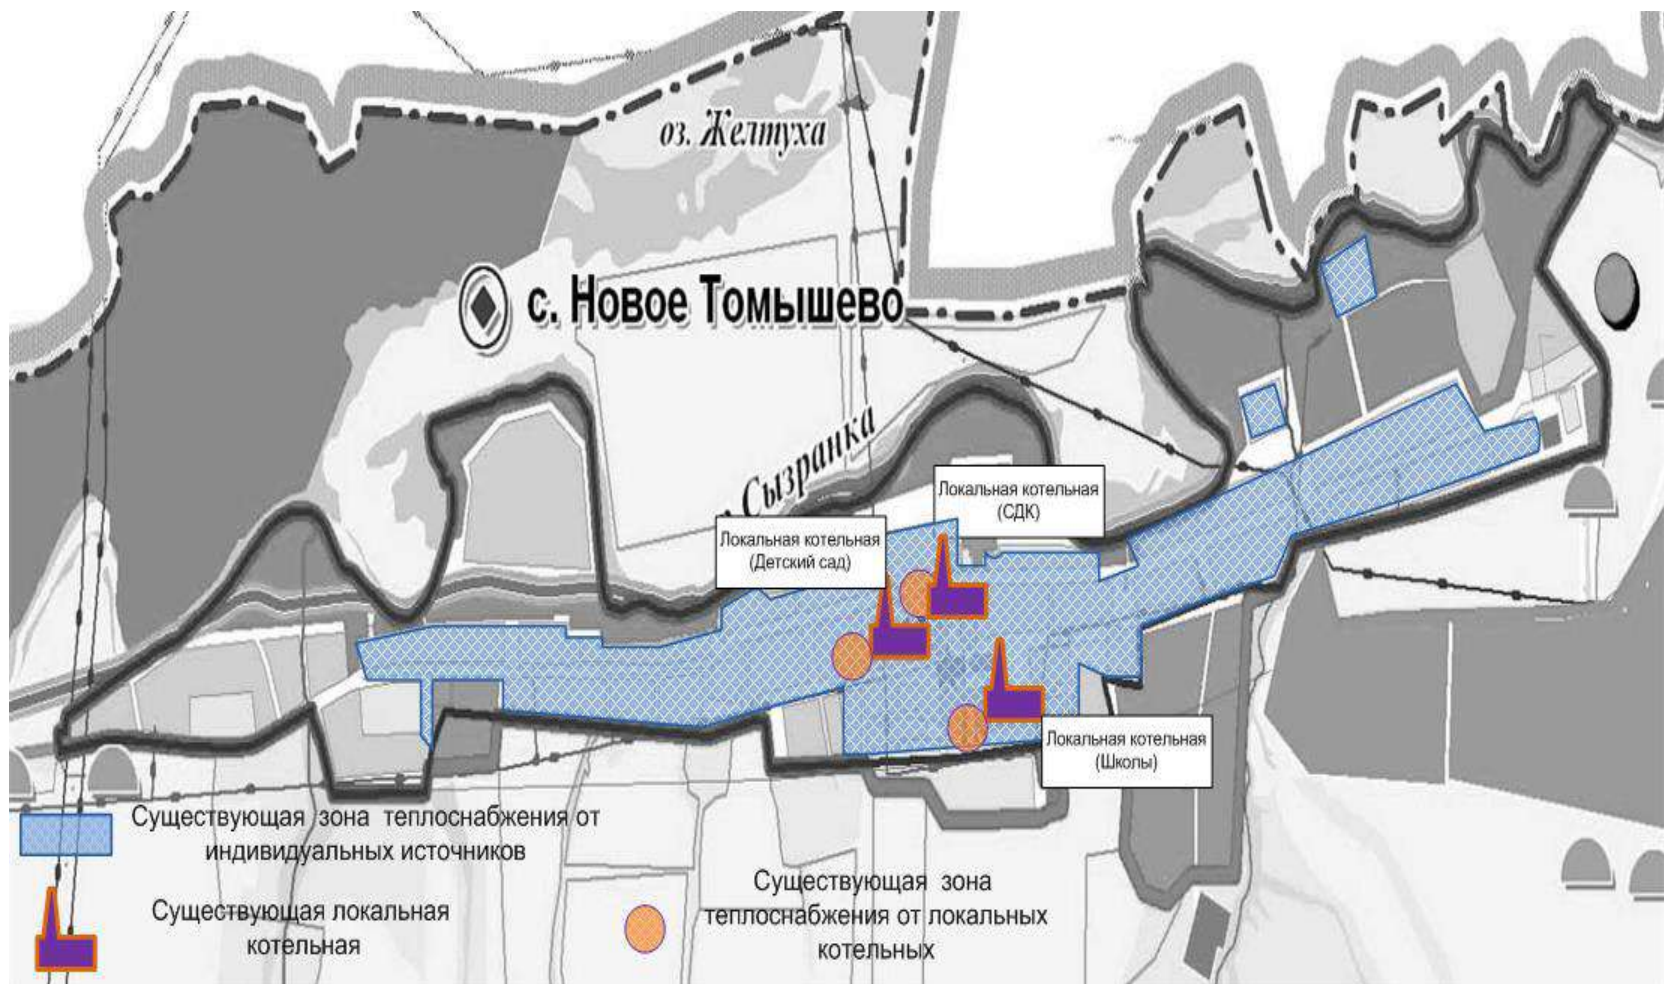 оз. Желтуха
с. Новое Томышево
. Сызранка
Локальная котельная
(СДК)
Локальная котельная
(Детский сад)
Локальная котельная
(Школы)
Существующая зона теплоснабжения от
индивидуальных источников
Существующая локальная
котельная
Существующая зона
теплоснабжения от локальных
котельных